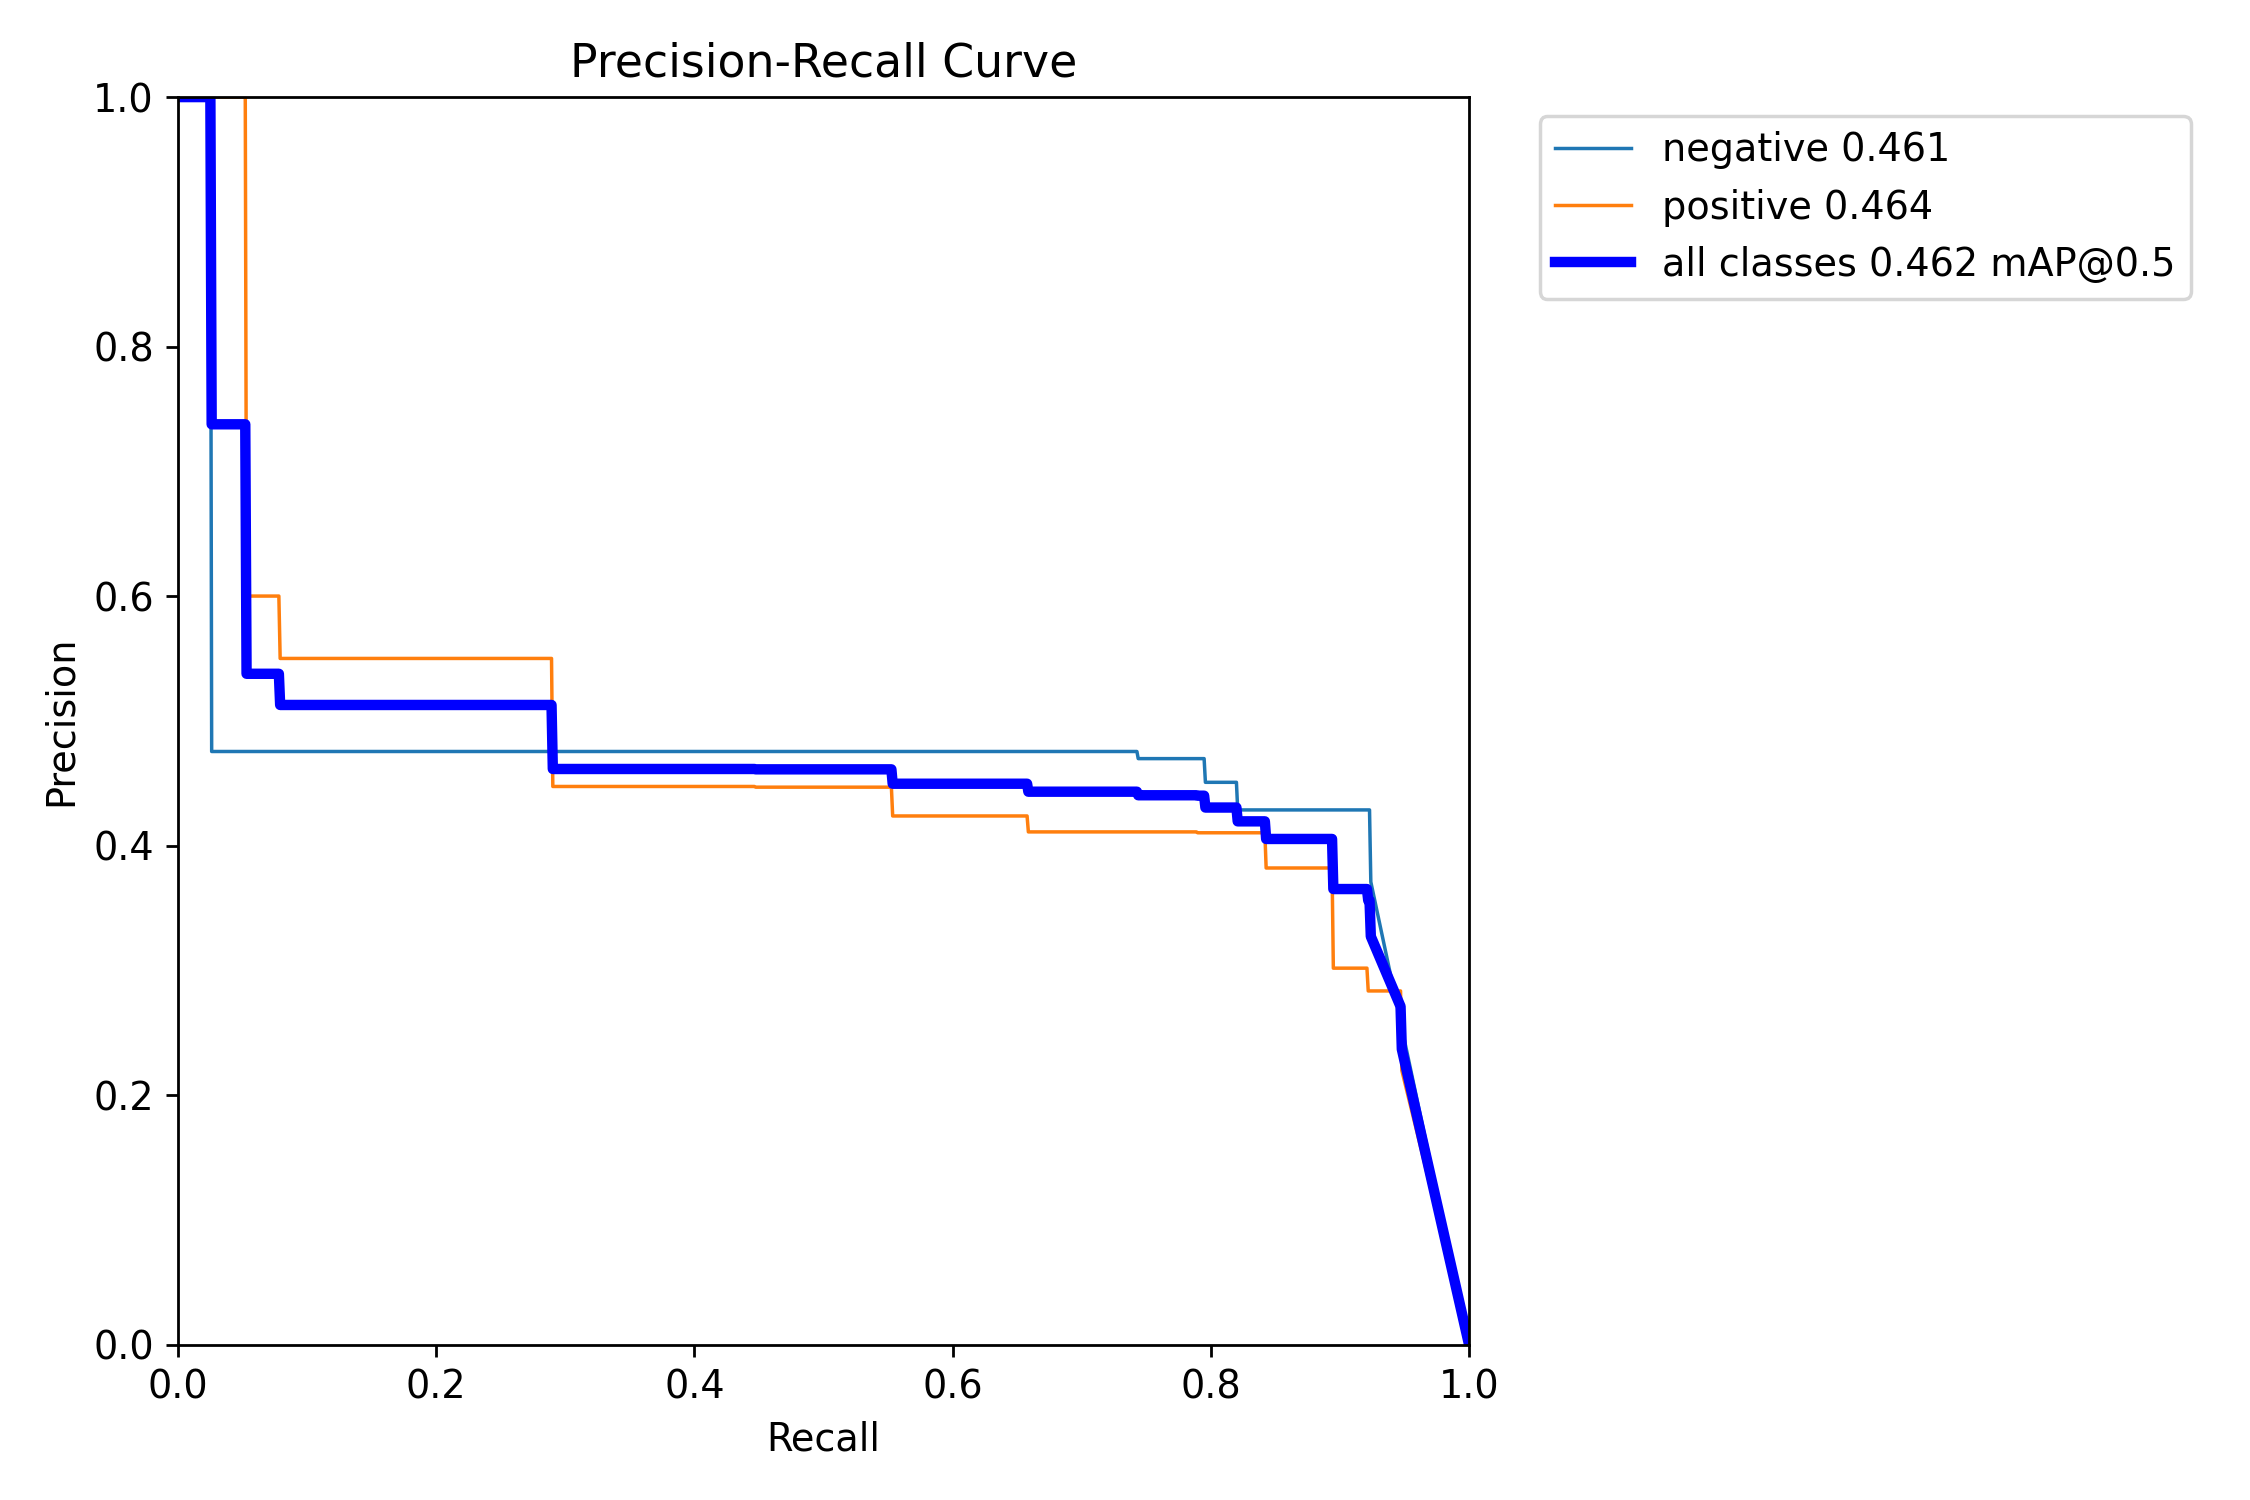 Precision-Recall Curve
1.0
0.8
0.6
0.4
0.2
0.0
Precision
0.0 0.2 0.4 0.6 0.8 1.0
Recall
negative 0.461
positive 0.464
all classes 0.462 mAP@0.5